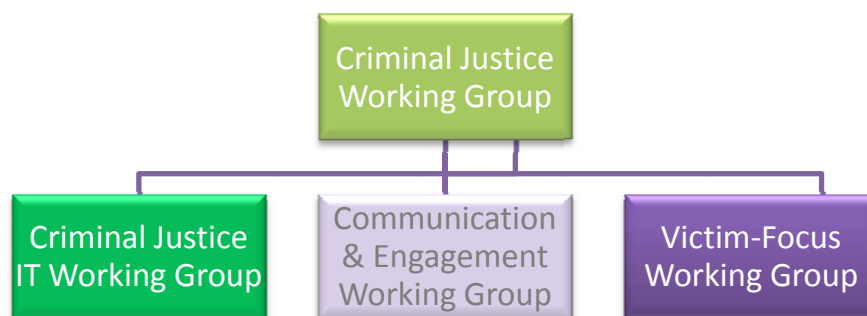 Criminal Justice
Working Group
Criminal Justice
IT Working Group
Communication
& Engagement
Working Group
Victim-Focus
Working Group